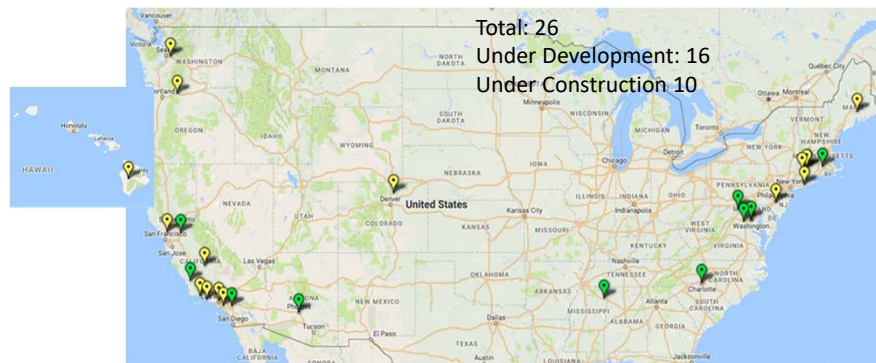 Total: 26
Under Development: 16
Under Construction 10
Vancouver
Victoria
WASHINGTON
NORTH
DAKOTA
MONTANA
Québec City
Ottawa
Montreal
Portland
OREGON
IDAHO
SOUTH
DAKOTA
Minneapolis
WISCONSIN
MICHIGAN
Toronto
VERMONT
NEW
HAMPSHIRE
NEW YORK
Honolulu
Lahaina
HAWAII
WYOMING
Chicago
Detroit
IOWA
NEBRASKA
PENNSYLVANIA
New York
Philadelphia
NEVADA
UTAH
Denver
COLORADO
United States
ILLINOIS
INDIANA
Indianapolis
OHIO
San Francisco
San Jose
CALIFORNIA
KANSAS
Kansas City
MISSOURI
WEST
VIRGINIA
Washington
KENTUCKY
VIRGINIA
Las Vegas
Nashville
TENNESSEE
NORTH
CAROLINA
Charlotte
OKLAHOMA
ARKANSAS
ARIZONA
NEW MEXICO
MISSISSIPPI
Atlanta
SOUTH
CAROLINA
San Diego
Tucson
Dallas
ALABAMA
GEORGIA
El Paso
BAJA
CALIFORNIA
SONORA
TEXAS
Austin
Jacksonville